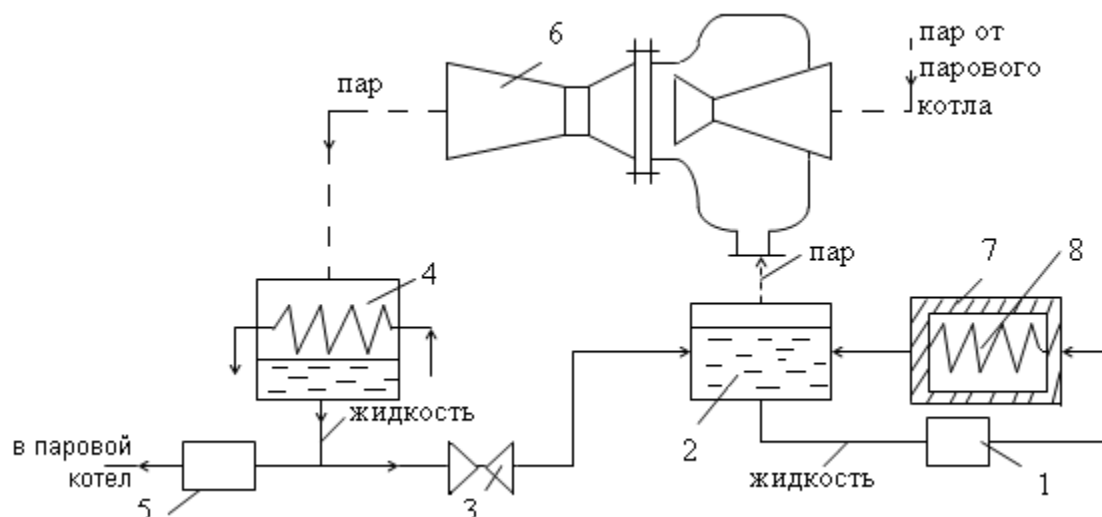 6
пар от
парового
котла
пар
пар
4
7
8
жидкость
2
в паровой
котел
5
3
жидкость
1